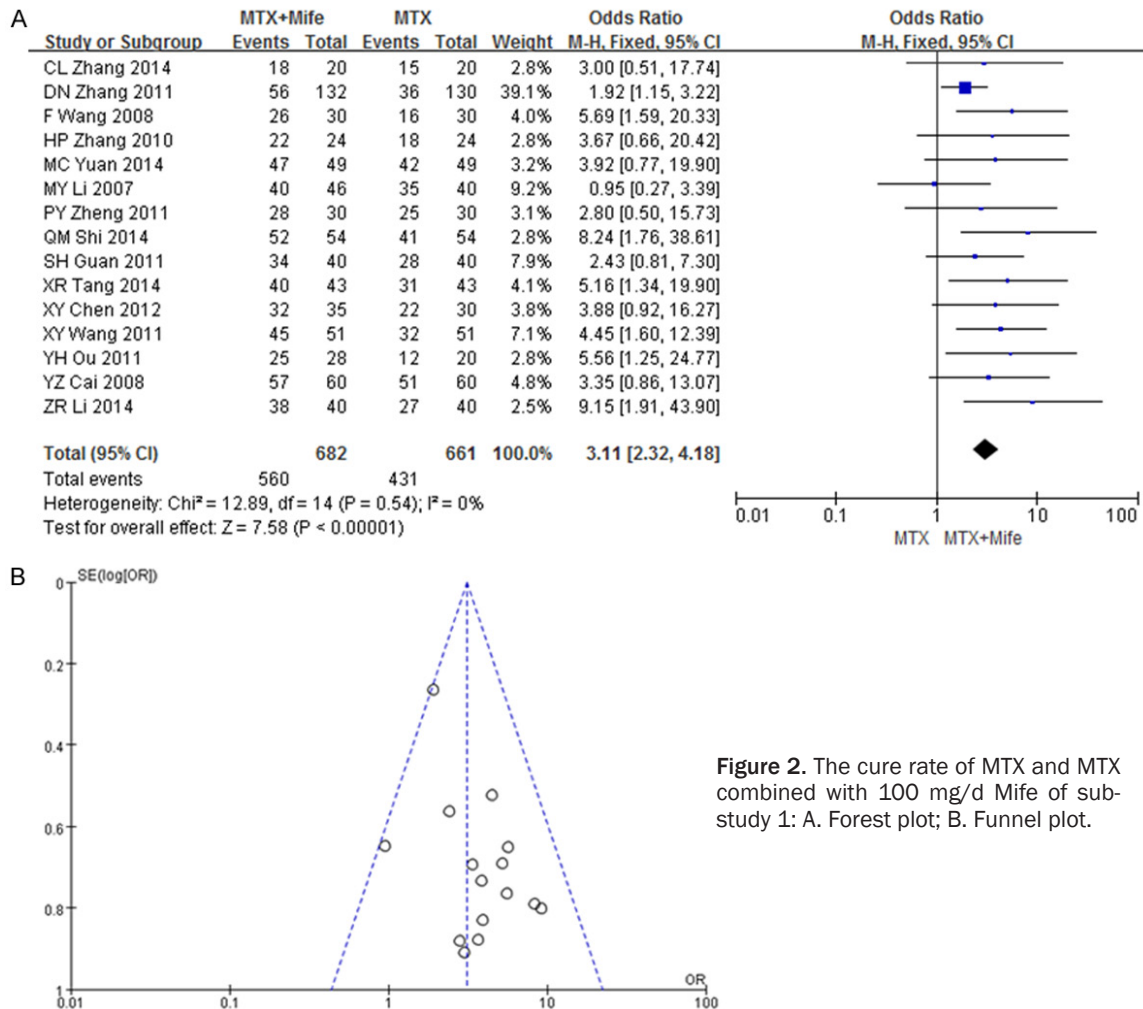 A
MTX+Mife MTX Odds Ratio Odds Ratio
Study or Subgroup Events Total Events Total Weight M-H, Fixed, 95% CI M-H, Fixed, 95% CI
CL Zhang 2014 18 20 15 20 2.8% 3.00 [0.51, 17.74]
DN Zhang 2011 56 132 36 130 39.1% 1.92 [1.15, 3.22]
F Wang 2008 26 30 16 30 4.0% 5.69 [1.59, 20.33]
HP Zhang 2010 22 24 18 24 2.8% 3.67 [0.66, 20.42]
MC Yuan 2014 47 49 42 49 3.2% 3.92 [0.77, 19.90]
MY Li 2007 40 46 35 40 9.2% 0.95 [0.27, 3.39]
PY Zheng 2011 28 30 25 30 3.1% 2.80 [0.50, 15.73]
QM Shi 2014 52 54 41 54 2.8% 8.24 [1.76, 38.61]
SH Guan 2011 34 40 28 40 7.9% 2.43 [0.81, 7.30]
XR Tang 2014 40 43 31 43 4.1% 5.16 [1.34, 19.90]
XY Chen 2012 32 35 22 30 3.8% 3.88 [0.92, 16.27]
XY Wang 2011 45 51 32 51 7.1% 4.45 [1.60, 12.39]
YH Ou 2011 25 28 12 20 2.8% 5.56 [1.25, 24.77]
YZ Cai 2008 57 60 51 60 4.8% 3.35 [0.86, 13.07]
ZR Li 2014 38 40 27 40 2.5% 9.15 [1.91, 43.90]
Total (95% CI) 682 661 100.0% 3.11 [2.32, 4.18]
Total events 560 431
Heterogeneity: Chi² = 12.89, df = 14 (P = 0.54); I² = 0%
Test for overall effect: Z = 7.58 (P < 0.00001)
0.01 0.1 1 10 100
MTX MTX+Mife
B
SE(log[OR])
0
0.2
0.4
0.6
0.8
1
OR
0.01 0.1 1 10 100
Figure 2. The cure rate of MTX and MTX
combined with 100 mg/d Mife of sub-
study 1: A. Forest plot; B. Funnel plot.